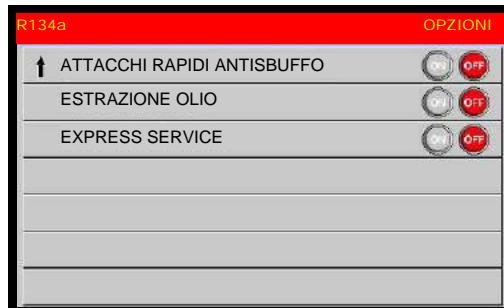 R134a OPZIONI
ATTACCHI RAPIDI ANTISBUFFO ON OFF
ESTRAZIONE OLIO ON OFF
EXPRESS SERVICE ON OFF